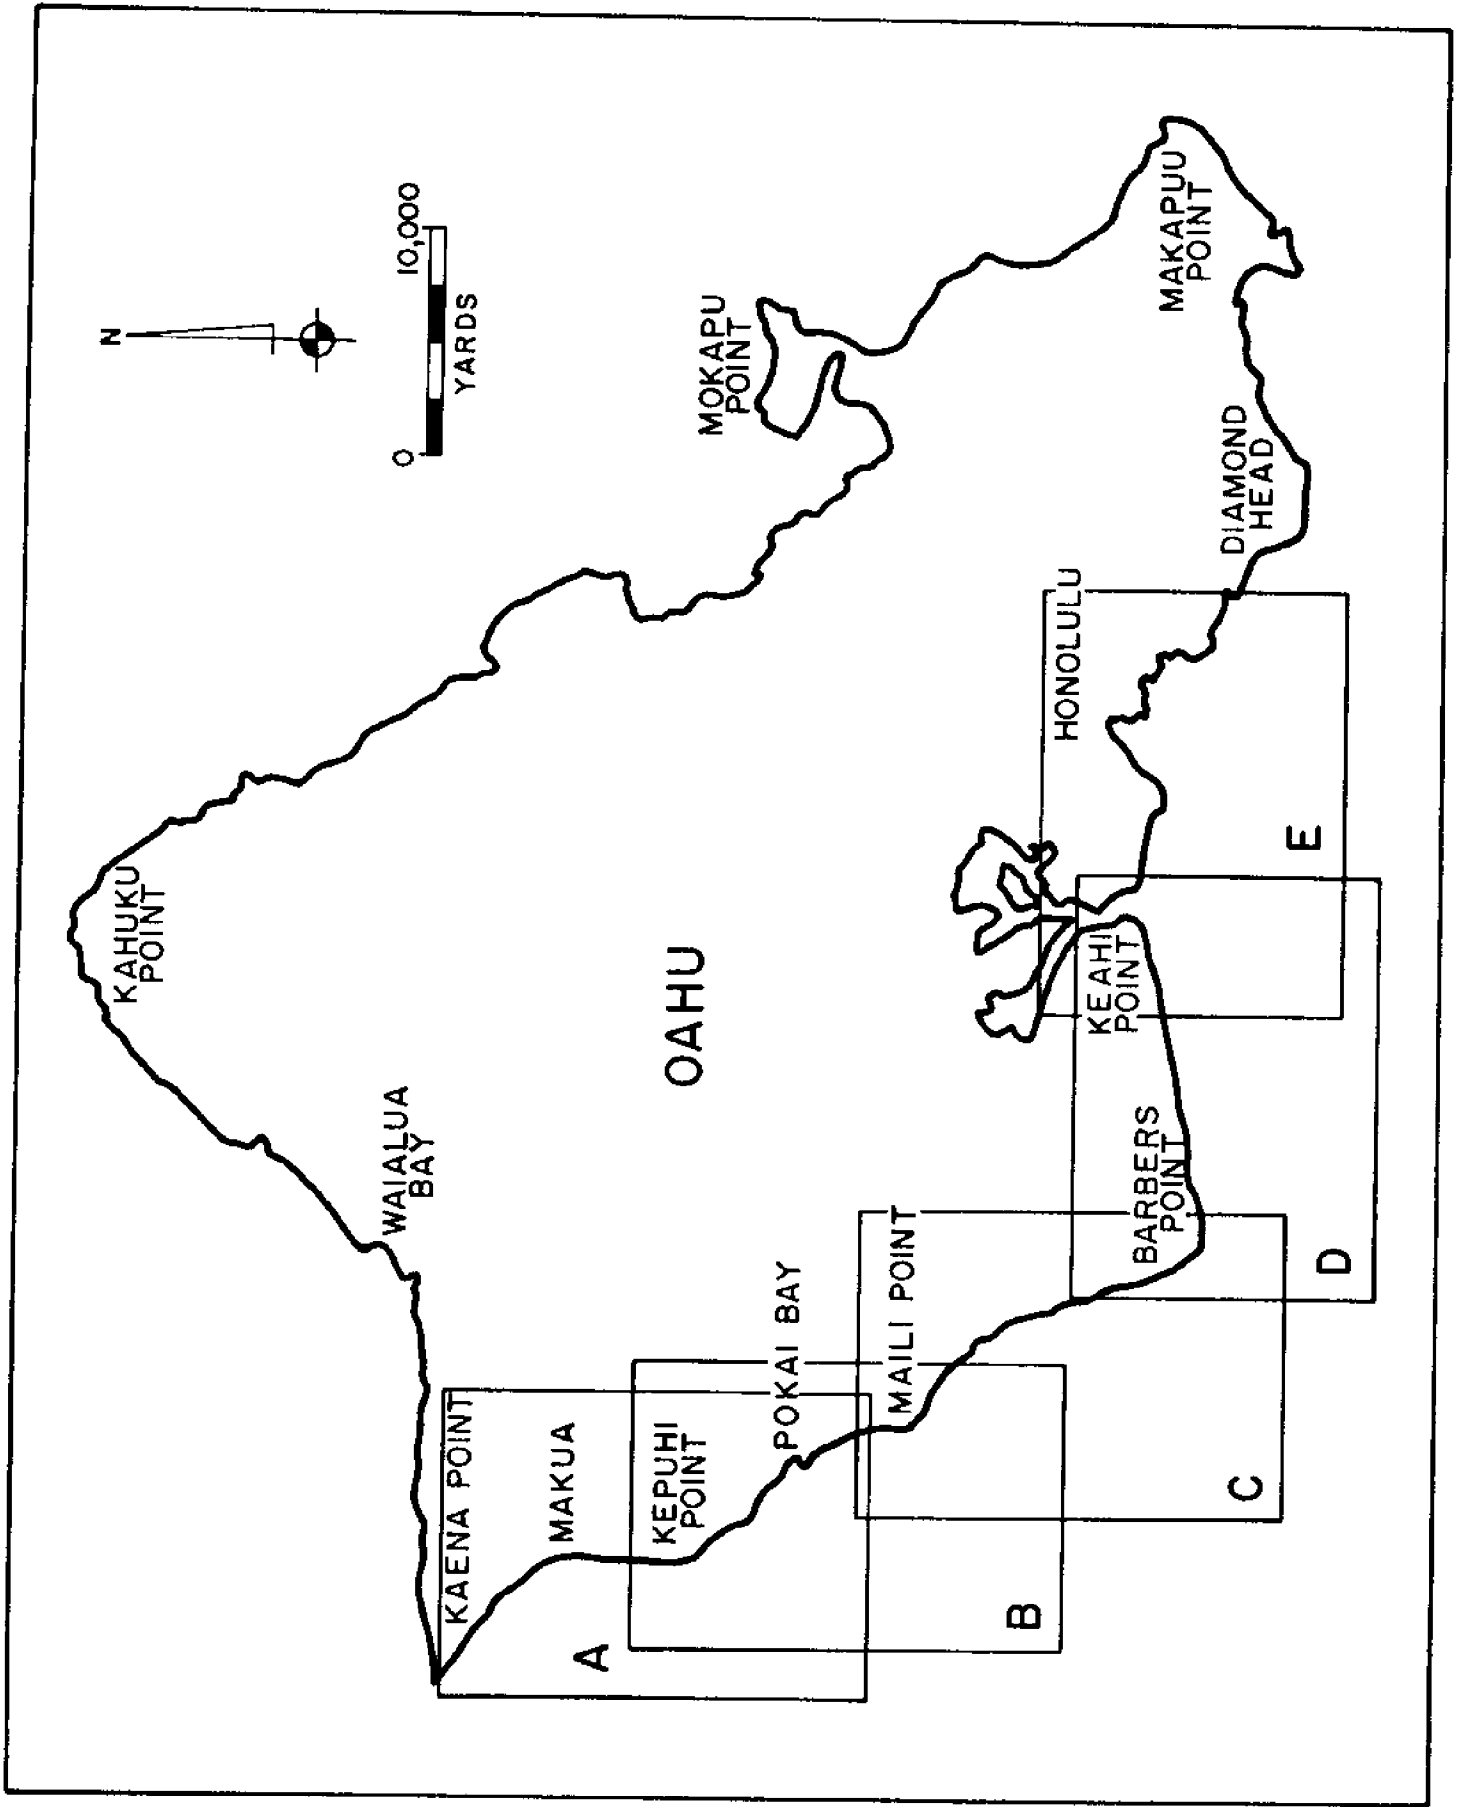 N
0
10,000
YARDS
KAHUKU
POINT
WAIALUA
BAY
MOKAPU
POINT
OAHU
KAENA POINT
MAKUA
KEPUHI
POINT
POKAI BAY
MAILI POINT
BARBERS
POINT
KEAHI
POINT
HONOLULU
DIAMOND
HEAD
MAKAPUU
POINT
A
B
C
D
E